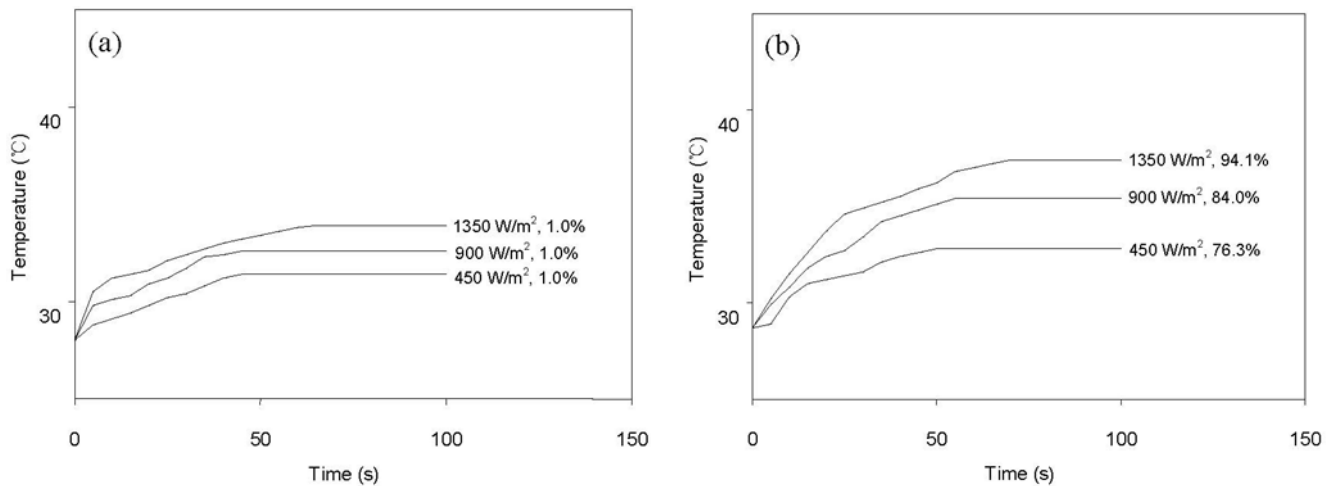 (a)
40
30
Temperature (℃)
1350 W/m², 1.0%
900 W/m², 1.0%
450 W/m², 1.0%
0 50 100 150
Time (s)
(b)
40
30
Temperature (℃)
1350 W/m², 94.1%
900 W/m², 84.0%
450 W/m², 76.3%
0 50 100 150
Time (s)